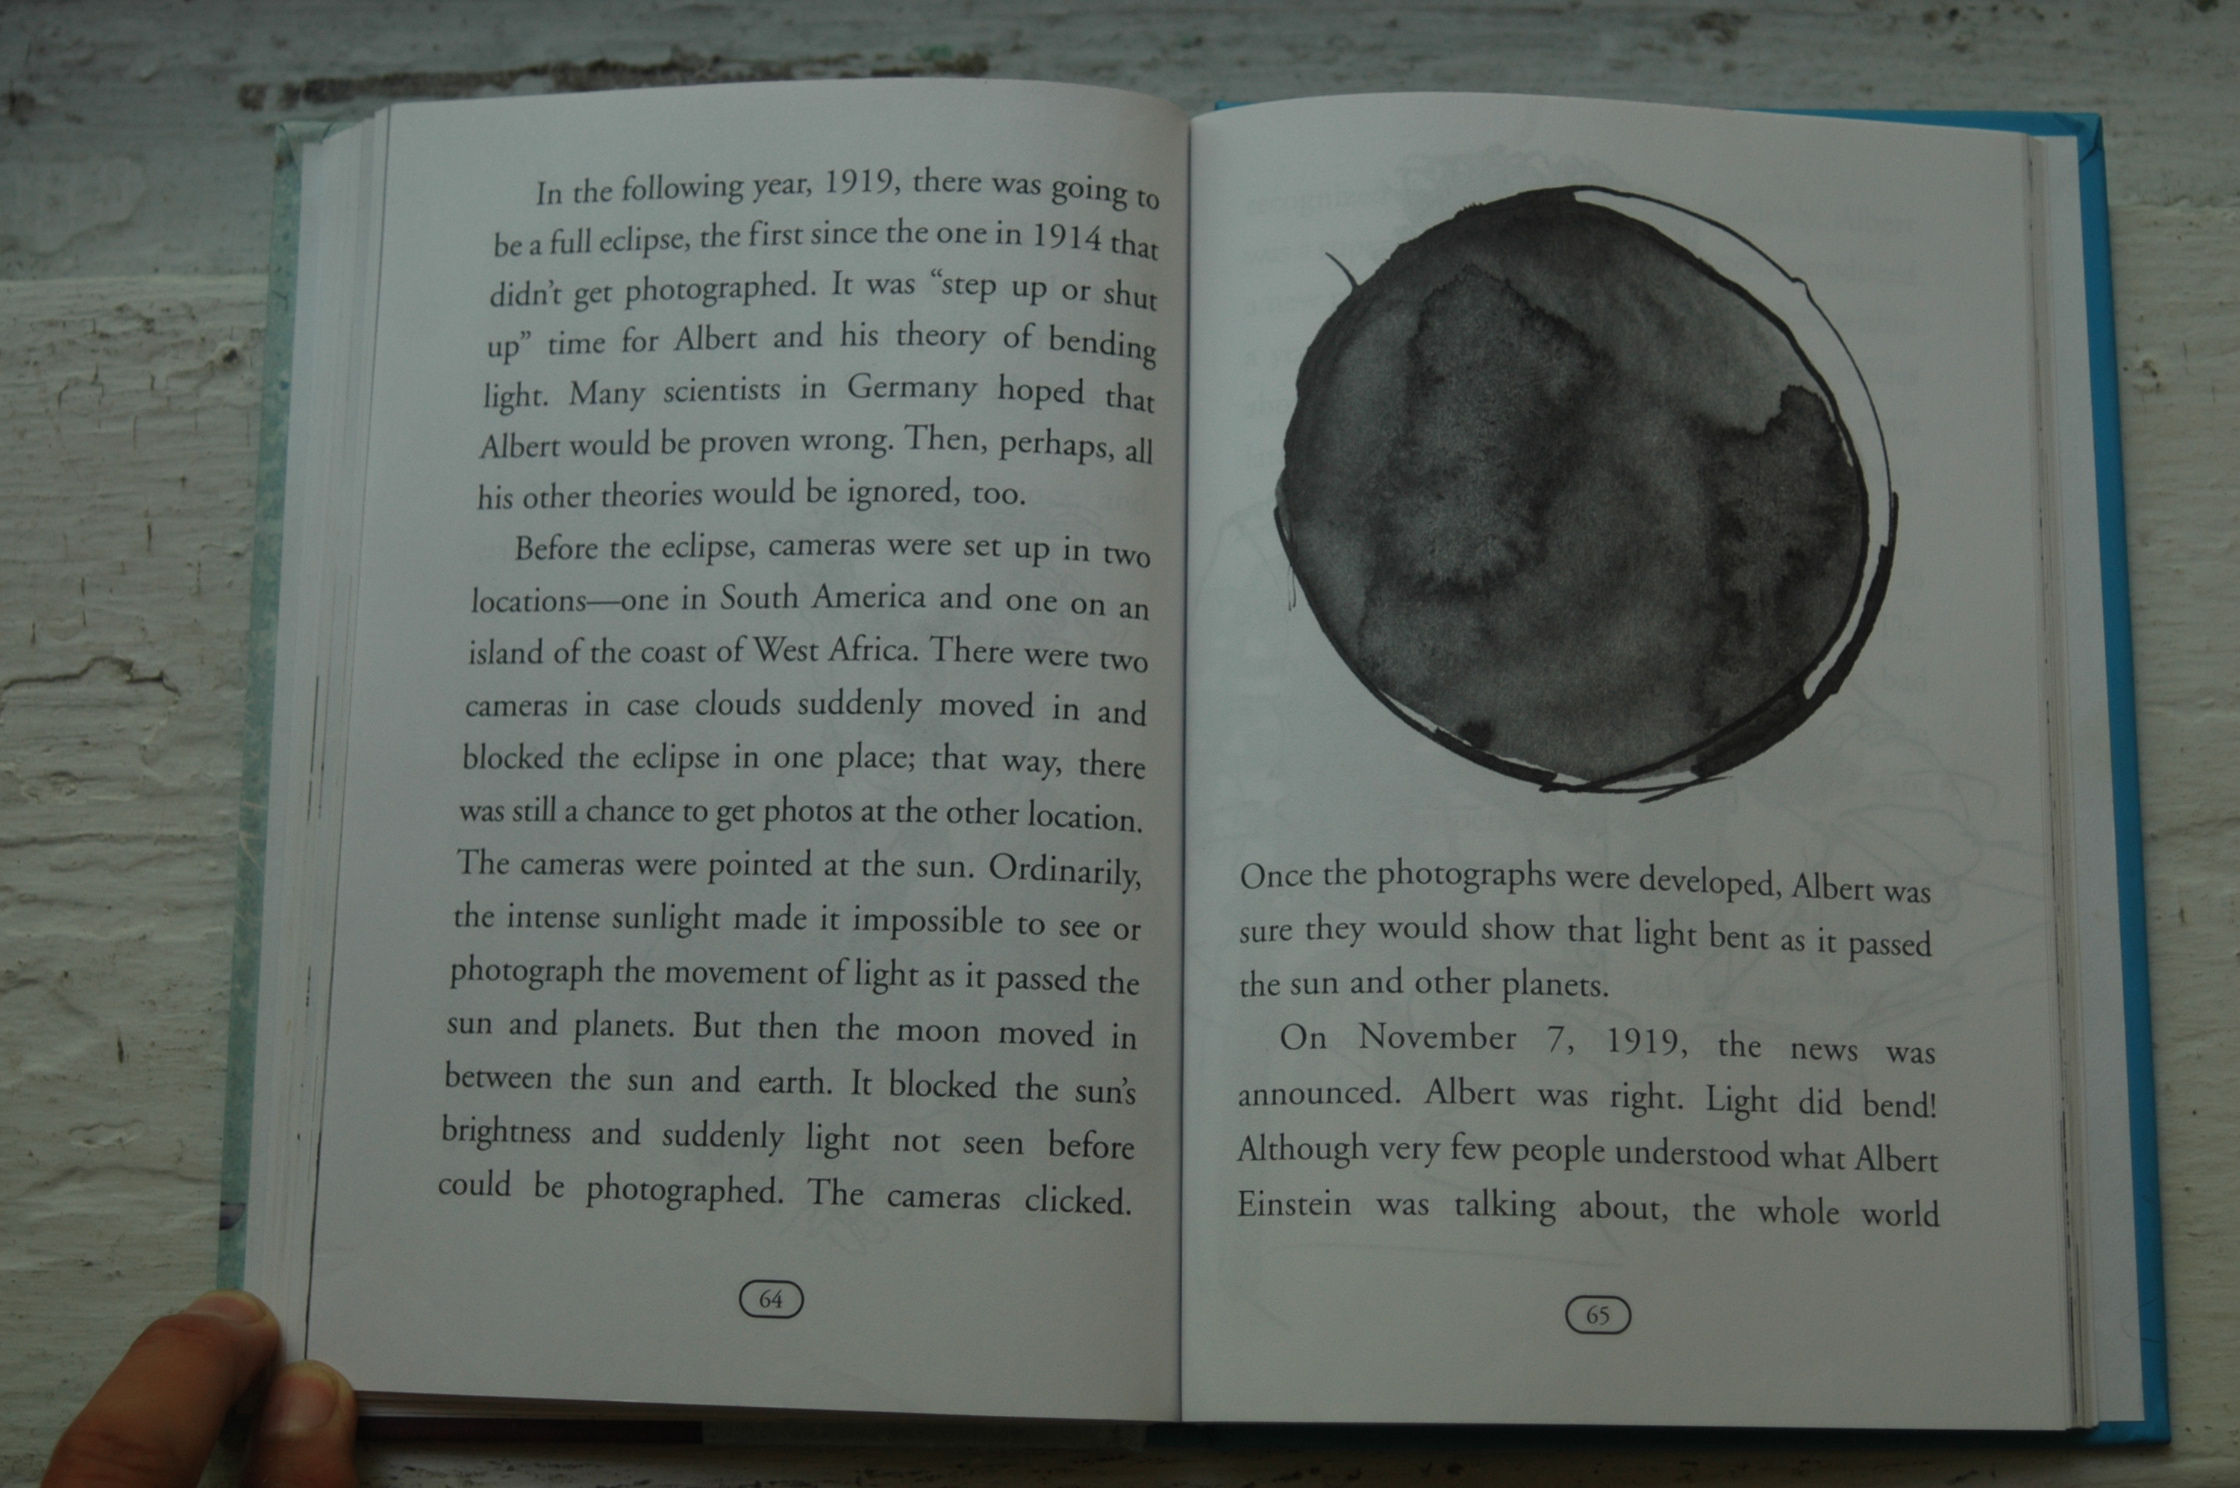 In the following year, 1919, there was going to
be a full eclipse, the first since the one in 1914 that
didn't get photographed. It was “step up or shut
up” time for Albert and his theory of bending
light. Many scientists in Germany hoped that
Albert would be proven wrong. Then, perhaps, all
his other theories would be ignored, too.
Before the eclipse, cameras were set up in two
locations—one in South America and one on an
island of the coast of West Africa. There were two
cameras in case clouds suddenly moved in and
blocked the eclipse in one place; that way, there
was still a chance to get photos at the other location.
The cameras were pointed at the sun. Ordinarily,
the intense sunlight made it impossible to see or
photograph the movement of light as it passed the
sun and planets. But then the moon moved in
between the sun and earth. It blocked the sun's
brightness and suddenly light not seen before
could be photographed. The cameras clicked.
64
Once the photographs were developed, Albert was
sure they would show that light bent as it passed
the sun and other planets.
On November 7, 1919, the news was
announced. Albert was right. Light did bend!
Although very few people understood what Albert
Einstein was talking about, the whole world
65